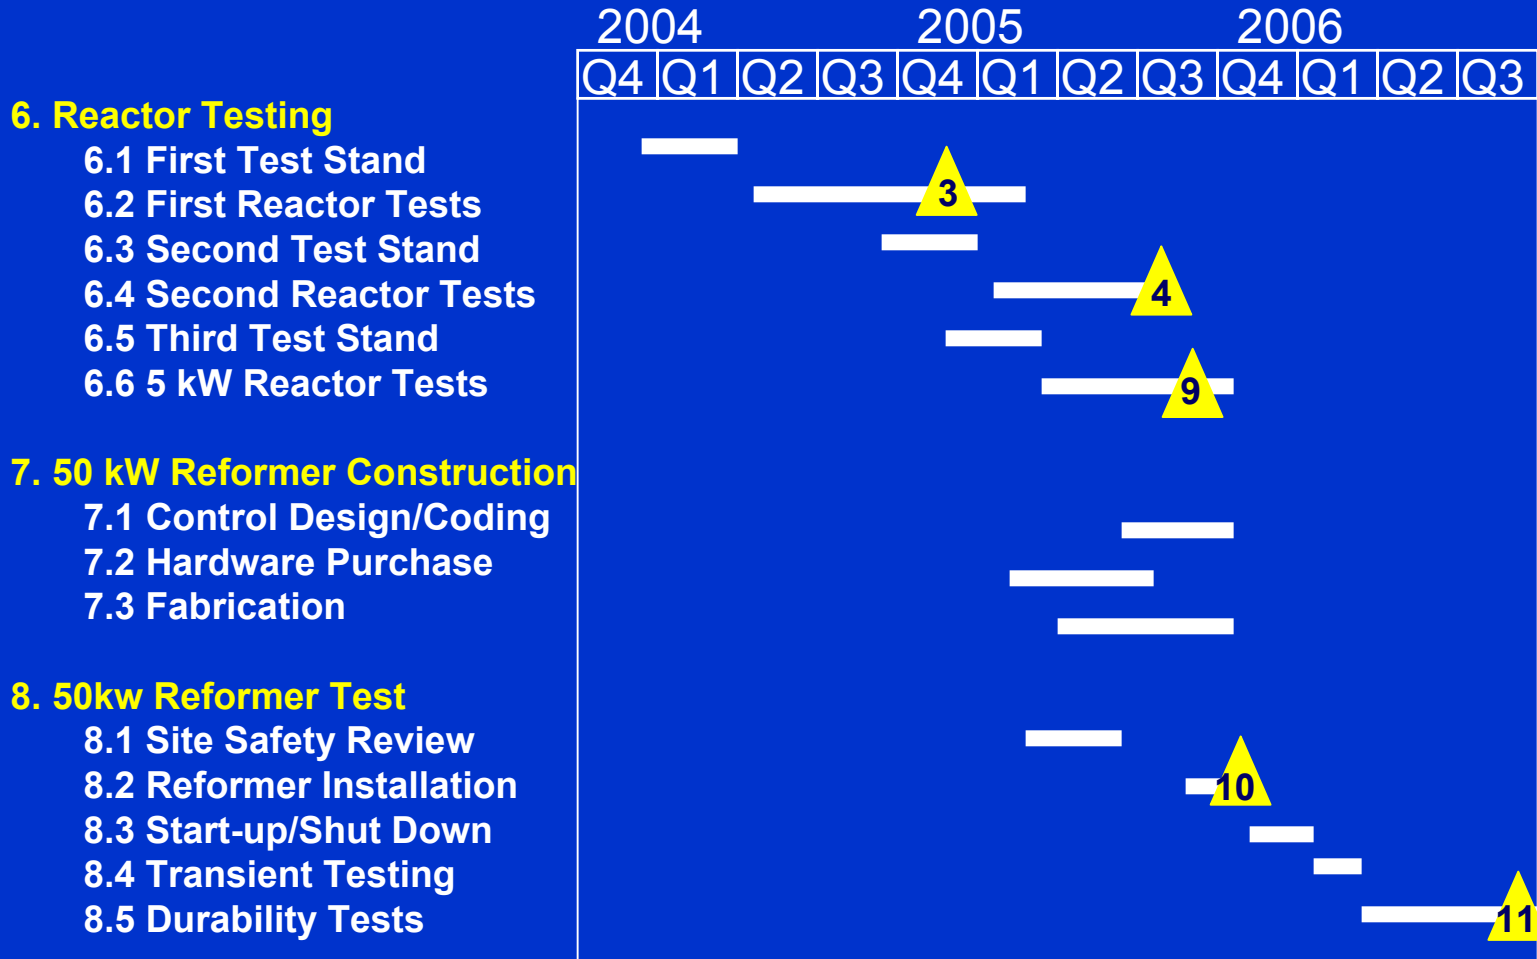 2004 2005 2006
Q4 Q1 Q2 Q3 Q4 Q1 Q2 Q3 Q4 Q1 Q2 Q3
6. Reactor Testing
6.1 First Test Stand
6.2 First Reactor Tests 3
6.3 Second Test Stand
6.4 Second Reactor Tests 4
6.5 Third Test Stand
6.6 5 kW Reactor Tests 9
7. 50 kW Reformer Construction
7.1 Control Design/Coding
7.2 Hardware Purchase
7.3 Fabrication
8. 50kw Reformer Test
8.1 Site Safety Review
8.2 Reformer Installation 10
8.3 Start-up/Shut Down
8.4 Transient Testing
8.5 Durability Tests 11